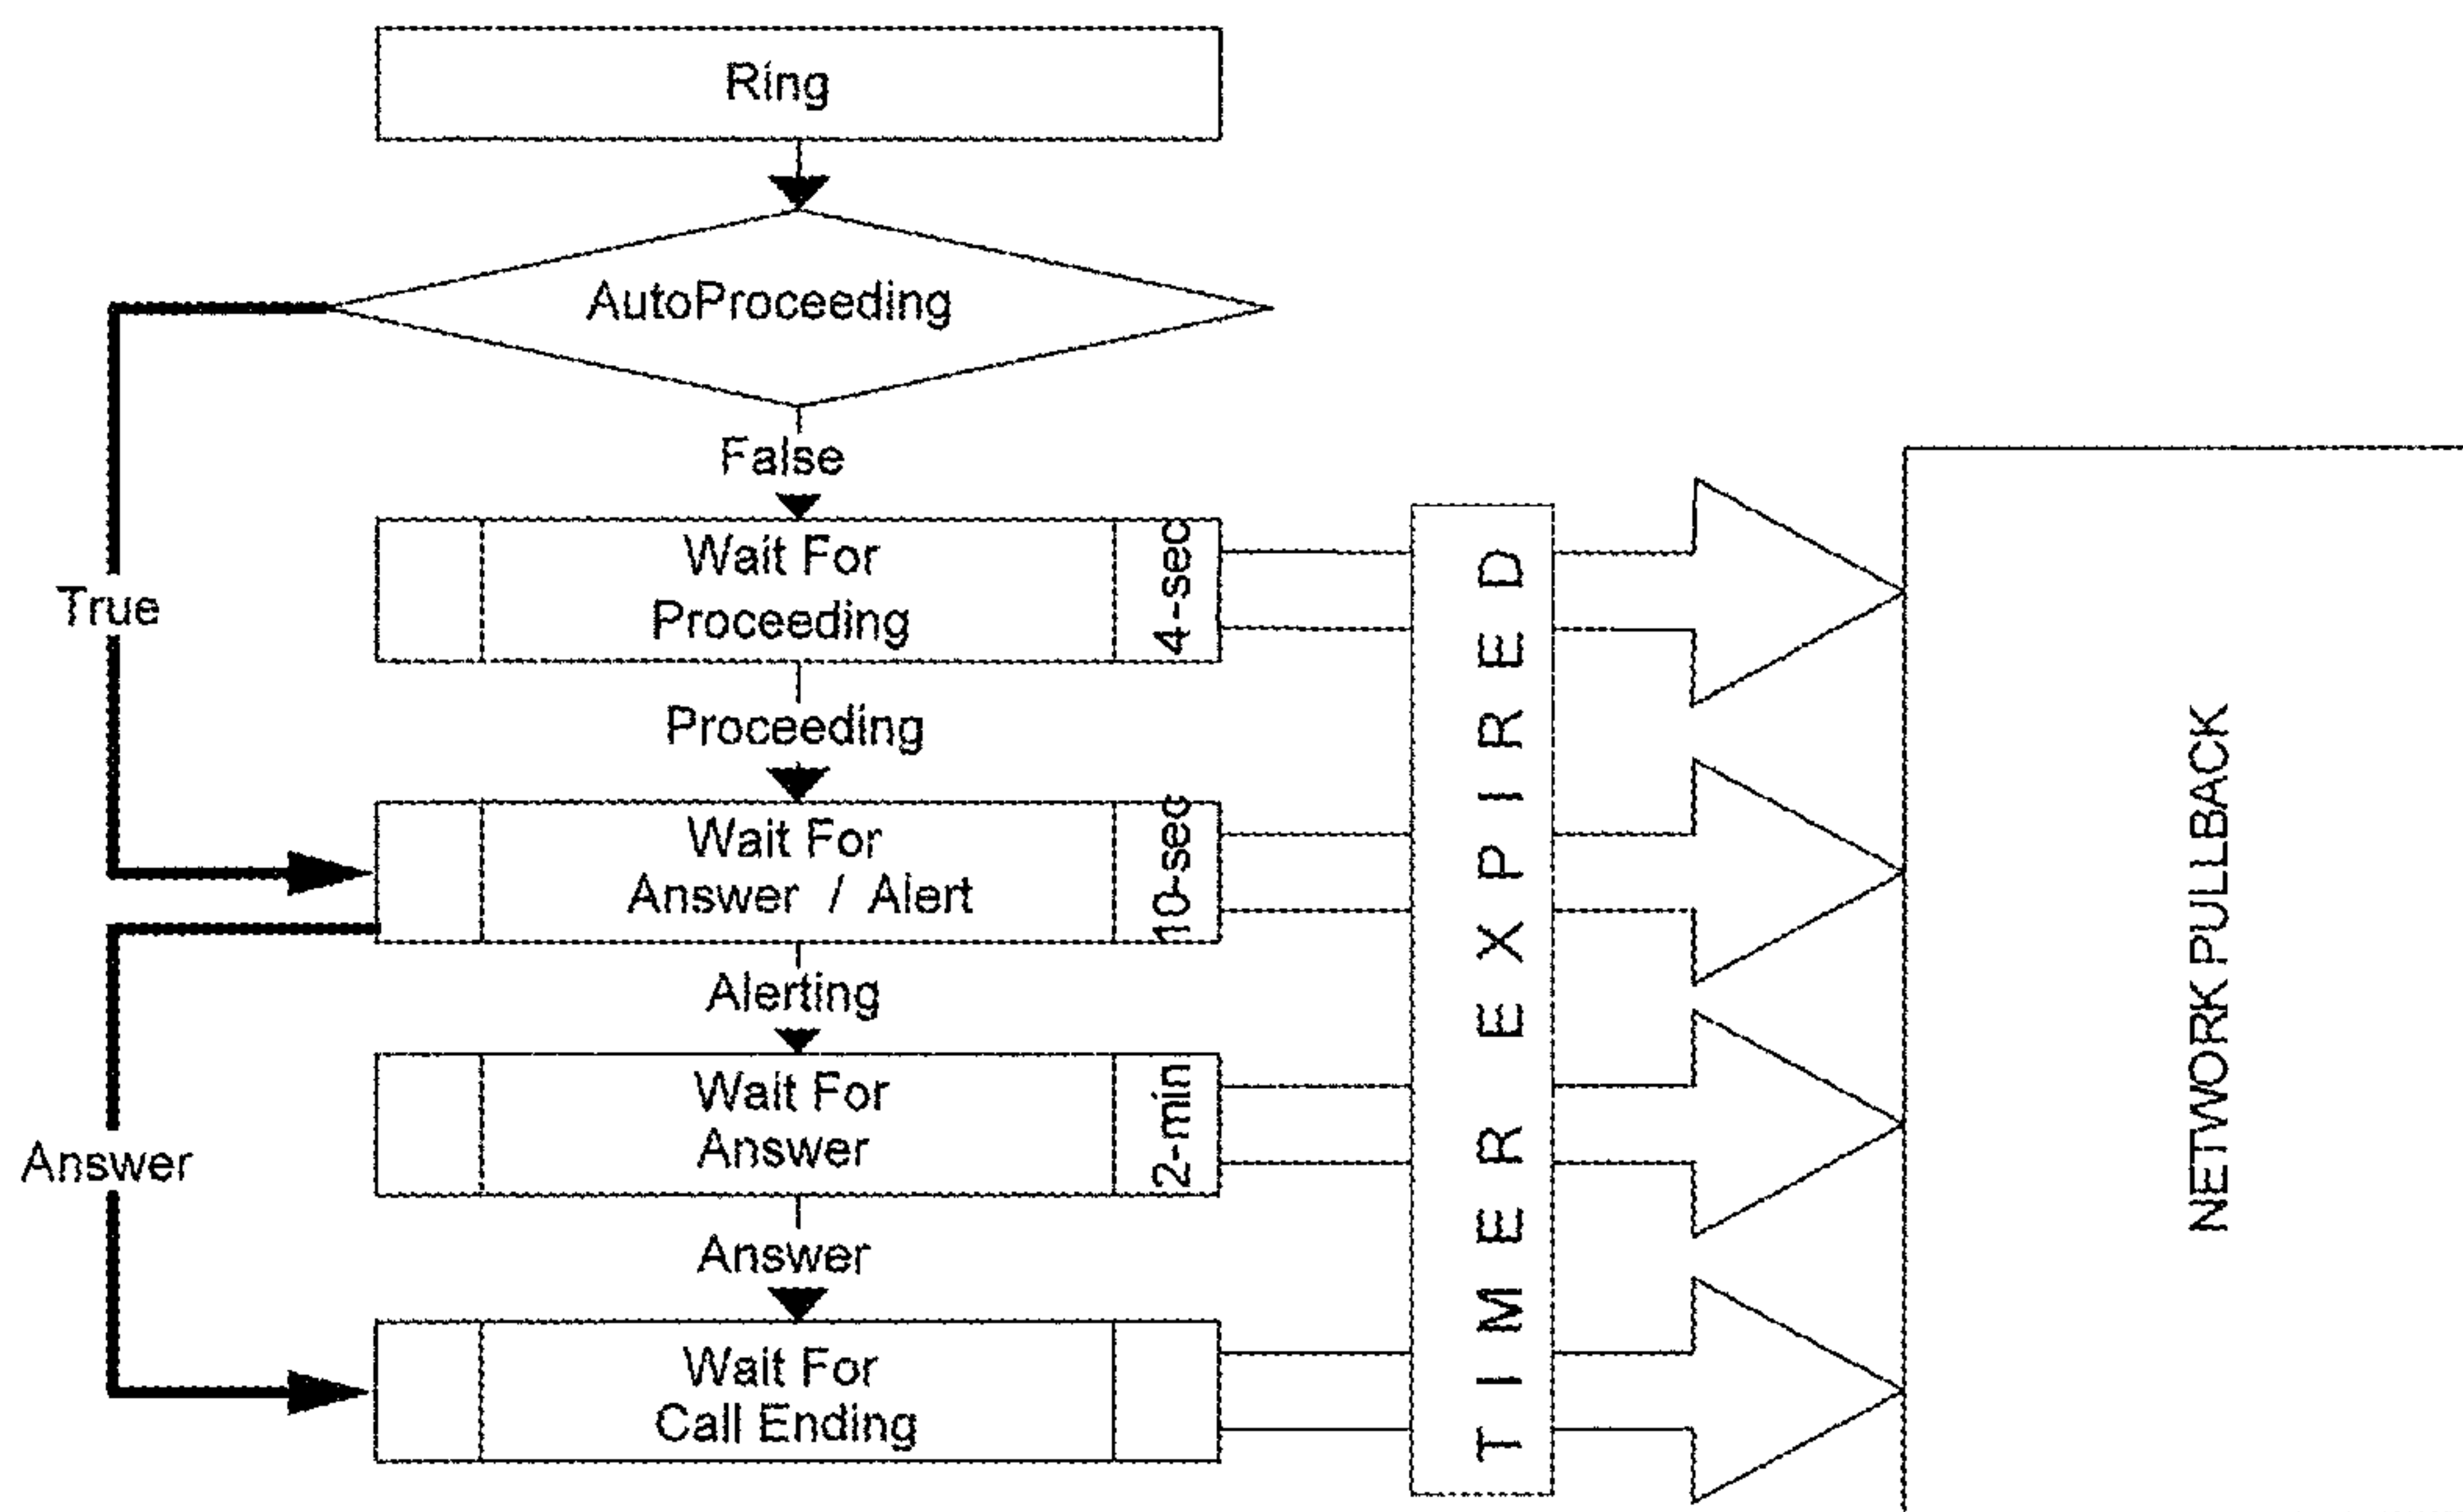 Ring
AutoProceeding
False
True
Wait For
Proceeding
4-sec
Proceeding
Wait For
Answer / Alert
10-sec
Alerting
Wait For
Answer
2-min
Answer
Answer
Wait For
Call Ending
TIMER EXPIRED
NETWORK PULLBACK